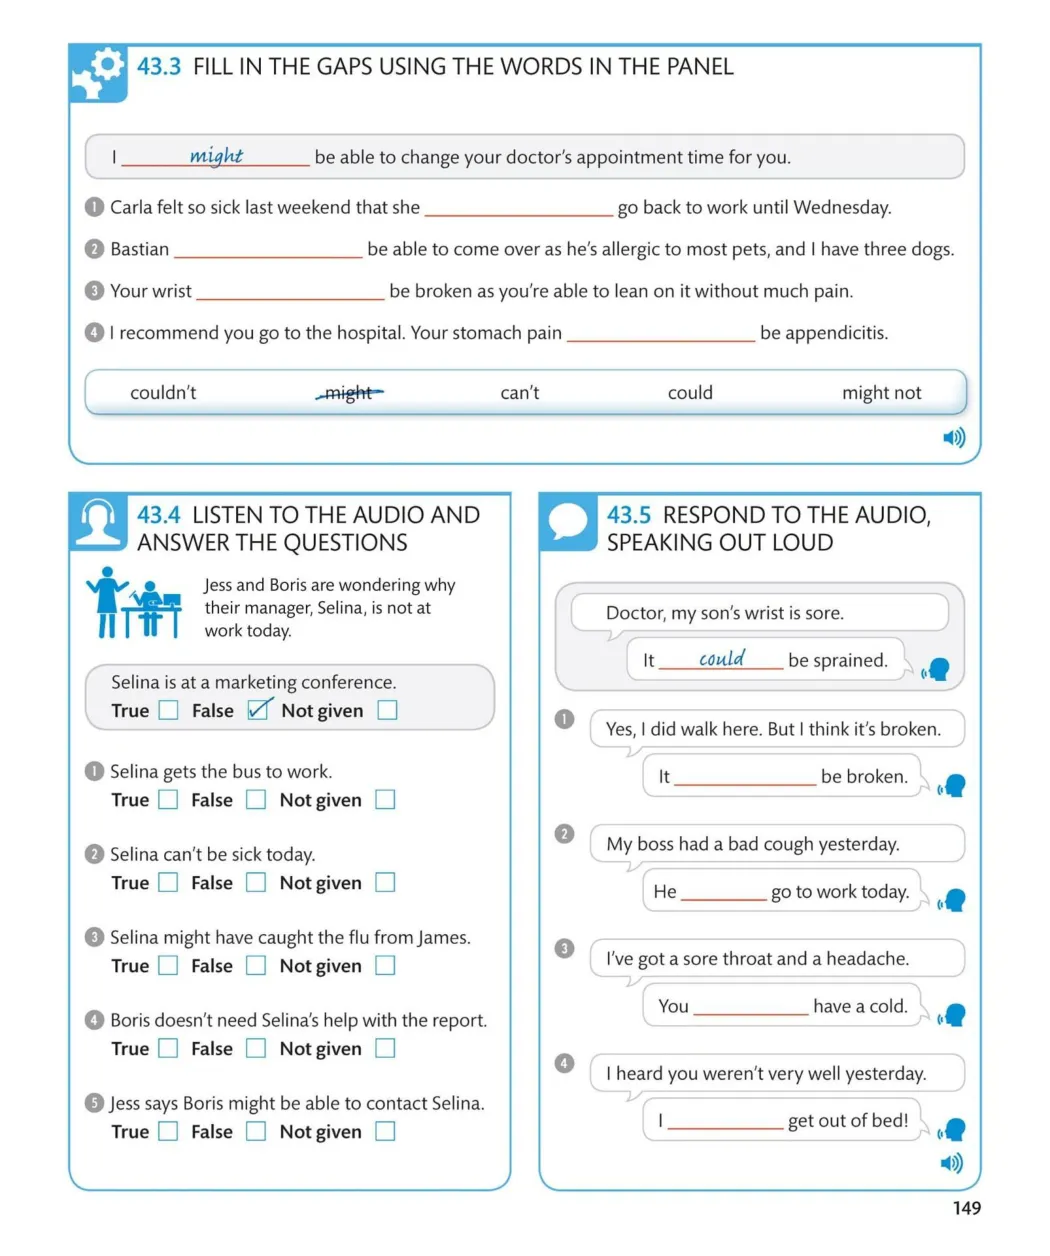 43.3 FILL IN THE GAPS USING THE WORDS IN THE PANEL
I might be able to change your doctor's appointment time for you.
1 Carla felt so sick last weekend that she ____ go back to work until Wednesday.
2 Bastian ____ be able to come over as he's allergic to most pets, and I have three dogs.
3 Your wrist ____ be broken as you're able to lean on it without much pain.
4 I recommend you go to the hospital. Your stomach pain ____ be appendicitis.
couldn't might can't could might not
43.4 LISTEN TO THE AUDIO AND
ANSWER THE QUESTIONS
Jess and Boris are wondering why
their manager, Selina, is not at
work today.
Selina is at a marketing conference.
True False Not given
1 Selina gets the bus to work.
True False Not given
2 Selina can't be sick today.
True False Not given
3 Selina might have caught the flu from James.
True False Not given
4 Boris doesn't need Selina's help with the report.
True False Not given
5 Jess says Boris might be able to contact Selina.
True False Not given
43.5 RESPOND TO THE AUDIO,
SPEAKING OUT LOUD
Doctor, my son's wrist is sore.
It could be sprained.
1 Yes, I did walk here. But I think it's broken.
It ____ be broken.
2 My boss had a bad cough yesterday.
He ____ go to work today.
3 I've got a sore throat and a headache.
You ____ have a cold.
4 I heard you weren't very well yesterday.
I ____ get out of bed!
149